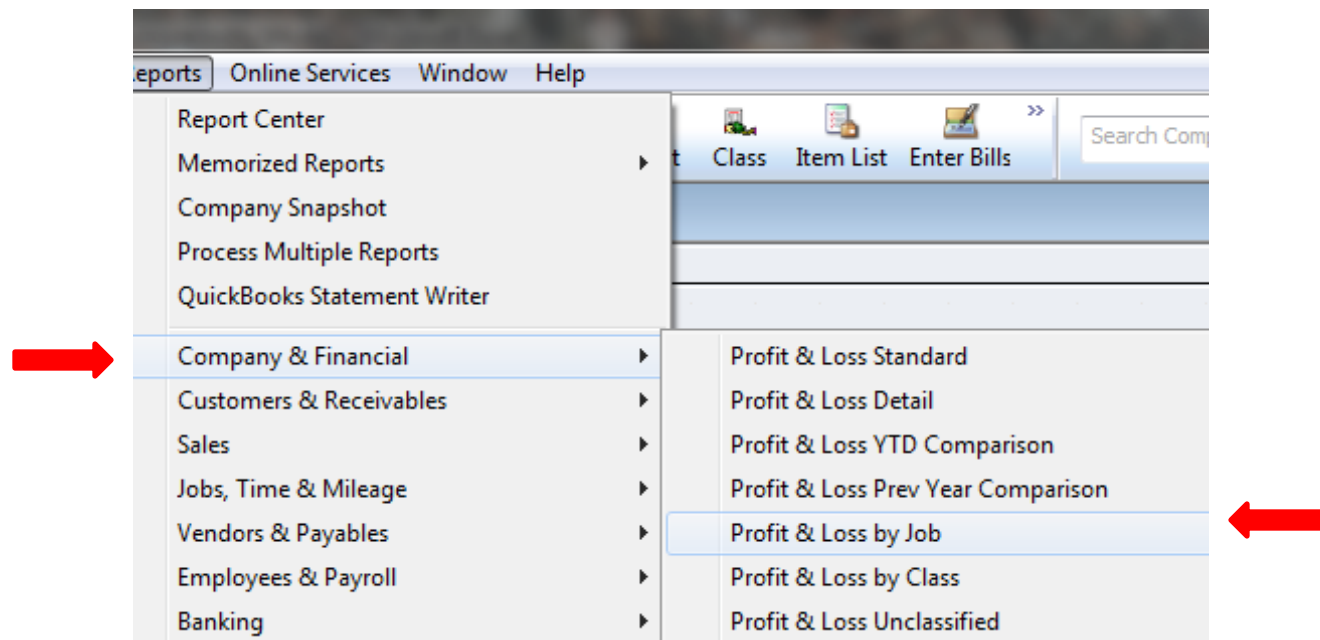 eports Online Services Window Help
Report Center
Memorized Reports
Company Snapshot
Process Multiple Reports
QuickBooks Statement Writer
Company & Financial
Customers & Receivables
Sales
Jobs, Time & Mileage
Vendors & Payables
Employees & Payroll
Banking
t Class Item List Enter Bills
Search Comp
Profit & Loss Standard
Profit & Loss Detail
Profit & Loss YTD Comparison
Profit & Loss Prev Year Comparison
Profit & Loss by Job
Profit & Loss by Class
Profit & Loss Unclassified